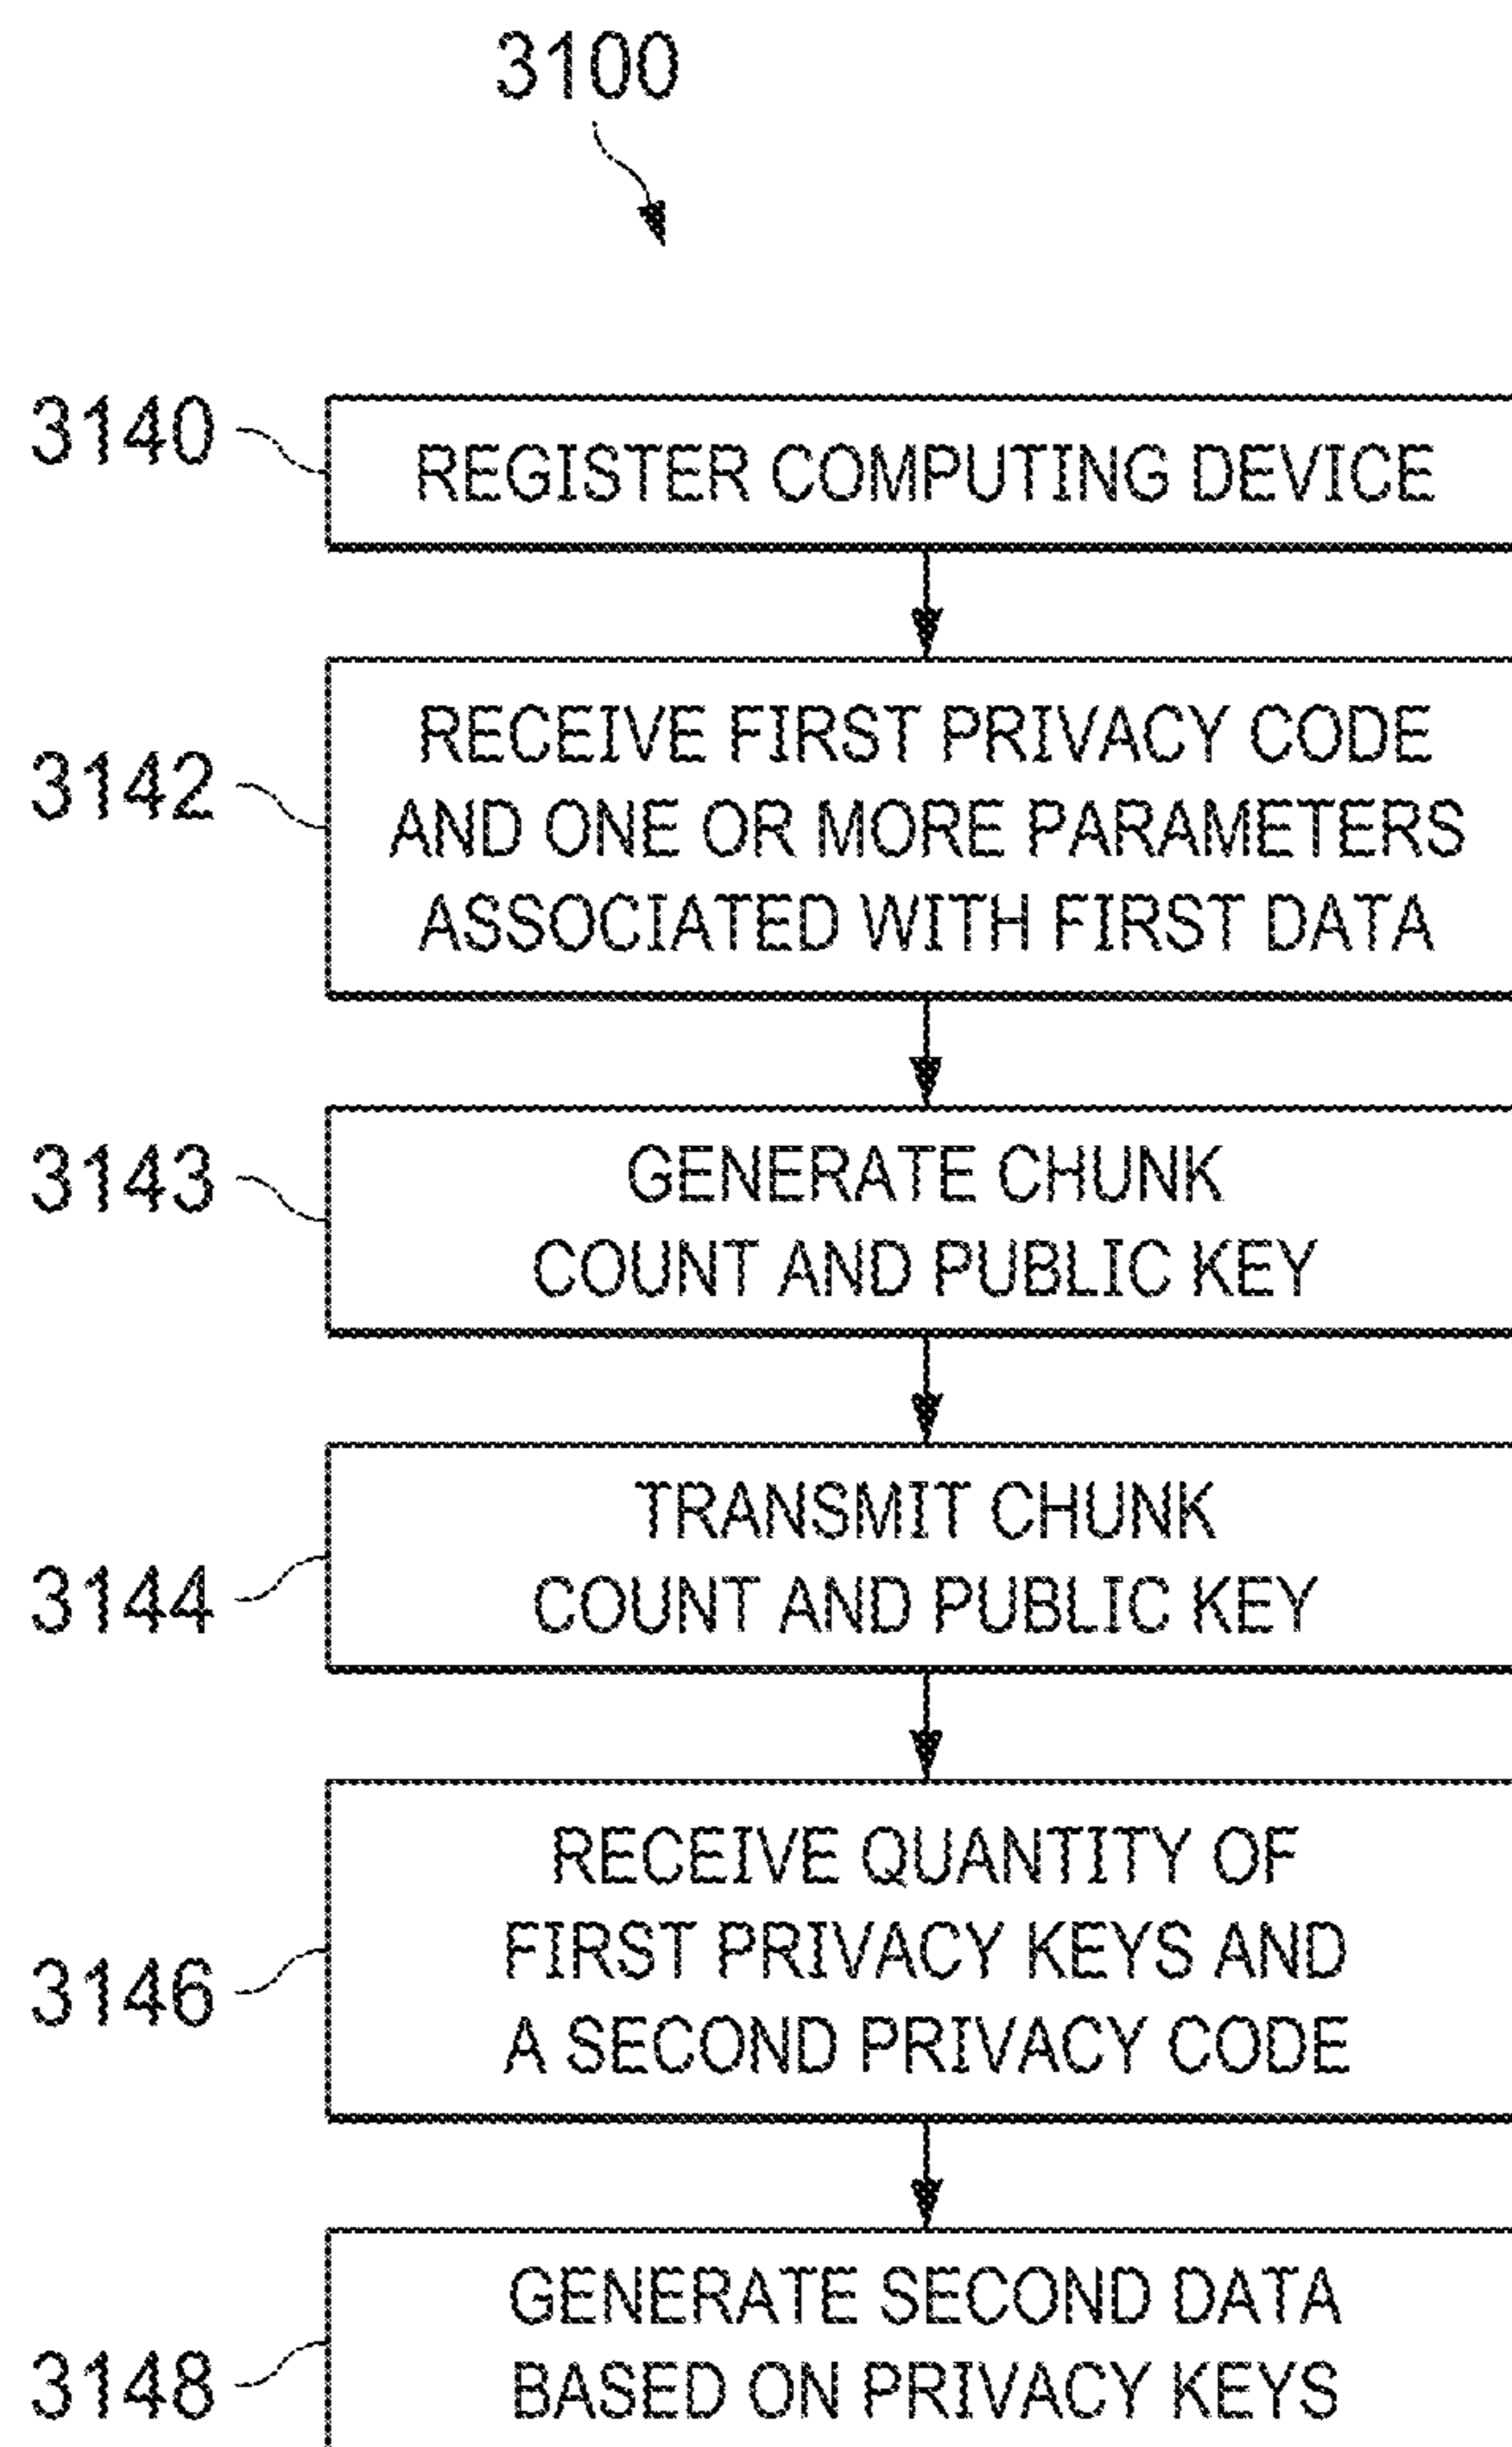 3100
3140
REGISTER COMPUTING DEVICE
3142
RECEIVE FIRST PRIVACY CODE
AND ONE OR MORE PARAMETERS
ASSOCIATED WITH FIRST DATA
3143
GENERATE CHUNK
COUNT AND PUBLIC KEY
3144
TRANSMIT CHUNK
COUNT AND PUBLIC KEY
3146
RECEIVE QUANTITY OF
FIRST PRIVACY KEYS AND
A SECOND PRIVACY CODE
3148
GENERATE SECOND DATA
BASED ON PRIVACY KEYS